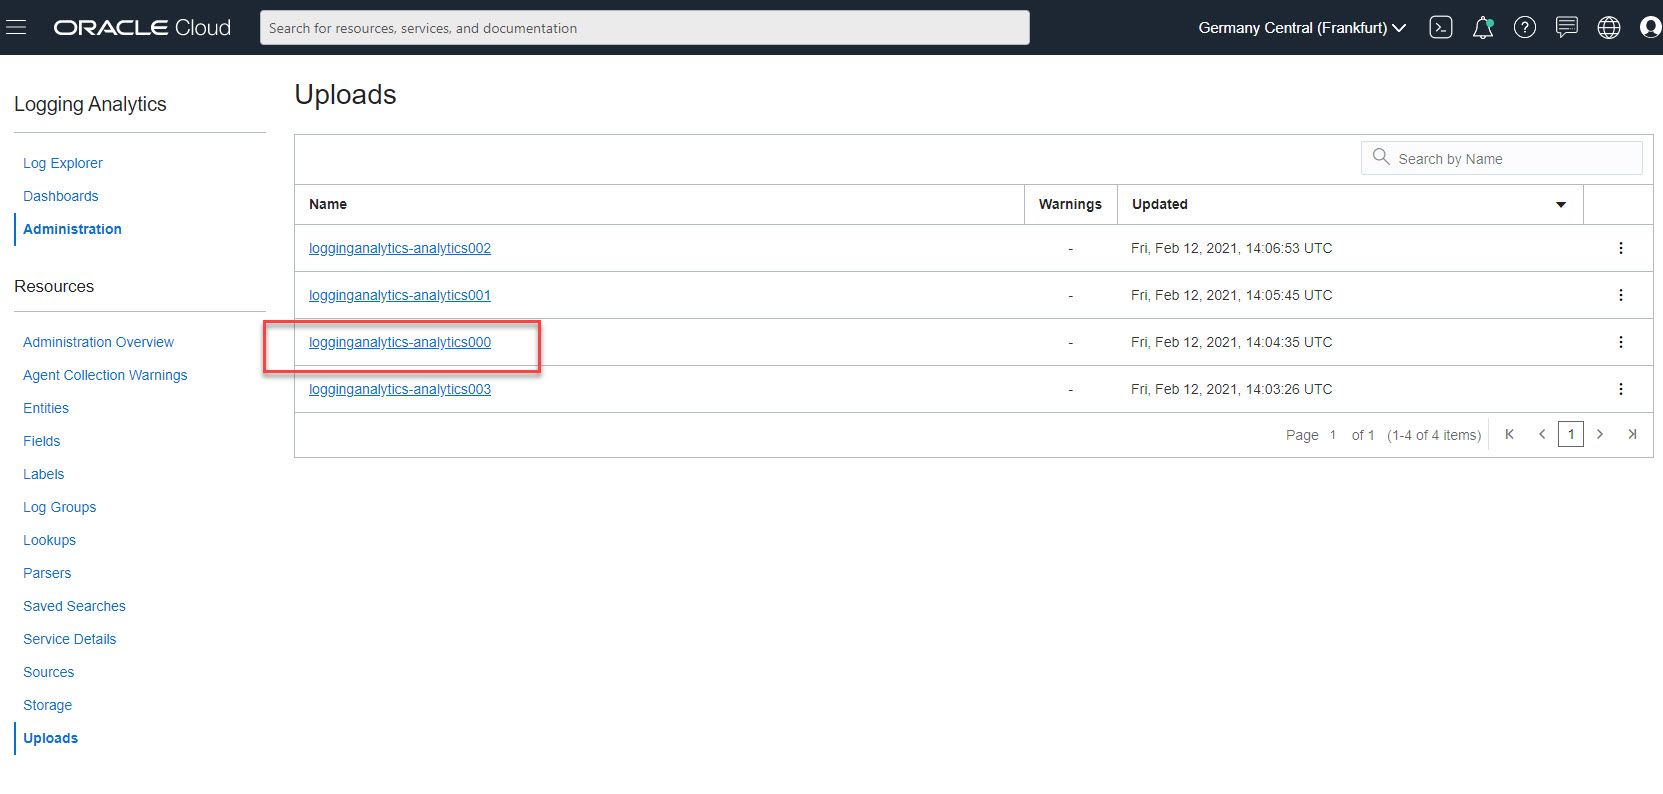 ORACLE Cloud
Search for resources, services, and documentation
Germany Central (Frankfurt)
Logging Analytics
Log Explorer
Dashboards
Administration
Resources
Administration Overview
Agent Collection Warnings
Entities
Fields
Labels
Log Groups
Lookups
Parsers
Saved Searches
Service Details
Sources
Storage
Uploads
Uploads
Search by Name
Name Warnings Updated
logginganalytics-analytics002 - Fri, Feb 12, 2021, 14:06:53 UTC
logginganalytics-analytics001 - Fri, Feb 12, 2021, 14:05:45 UTC
logginganalytics-analytics000 - Fri, Feb 12, 2021, 14:04:35 UTC
logginganalytics-analytics003 - Fri, Feb 12, 2021, 14:03:26 UTC
Page 1 of 1 (1-4 of 4 items) 1